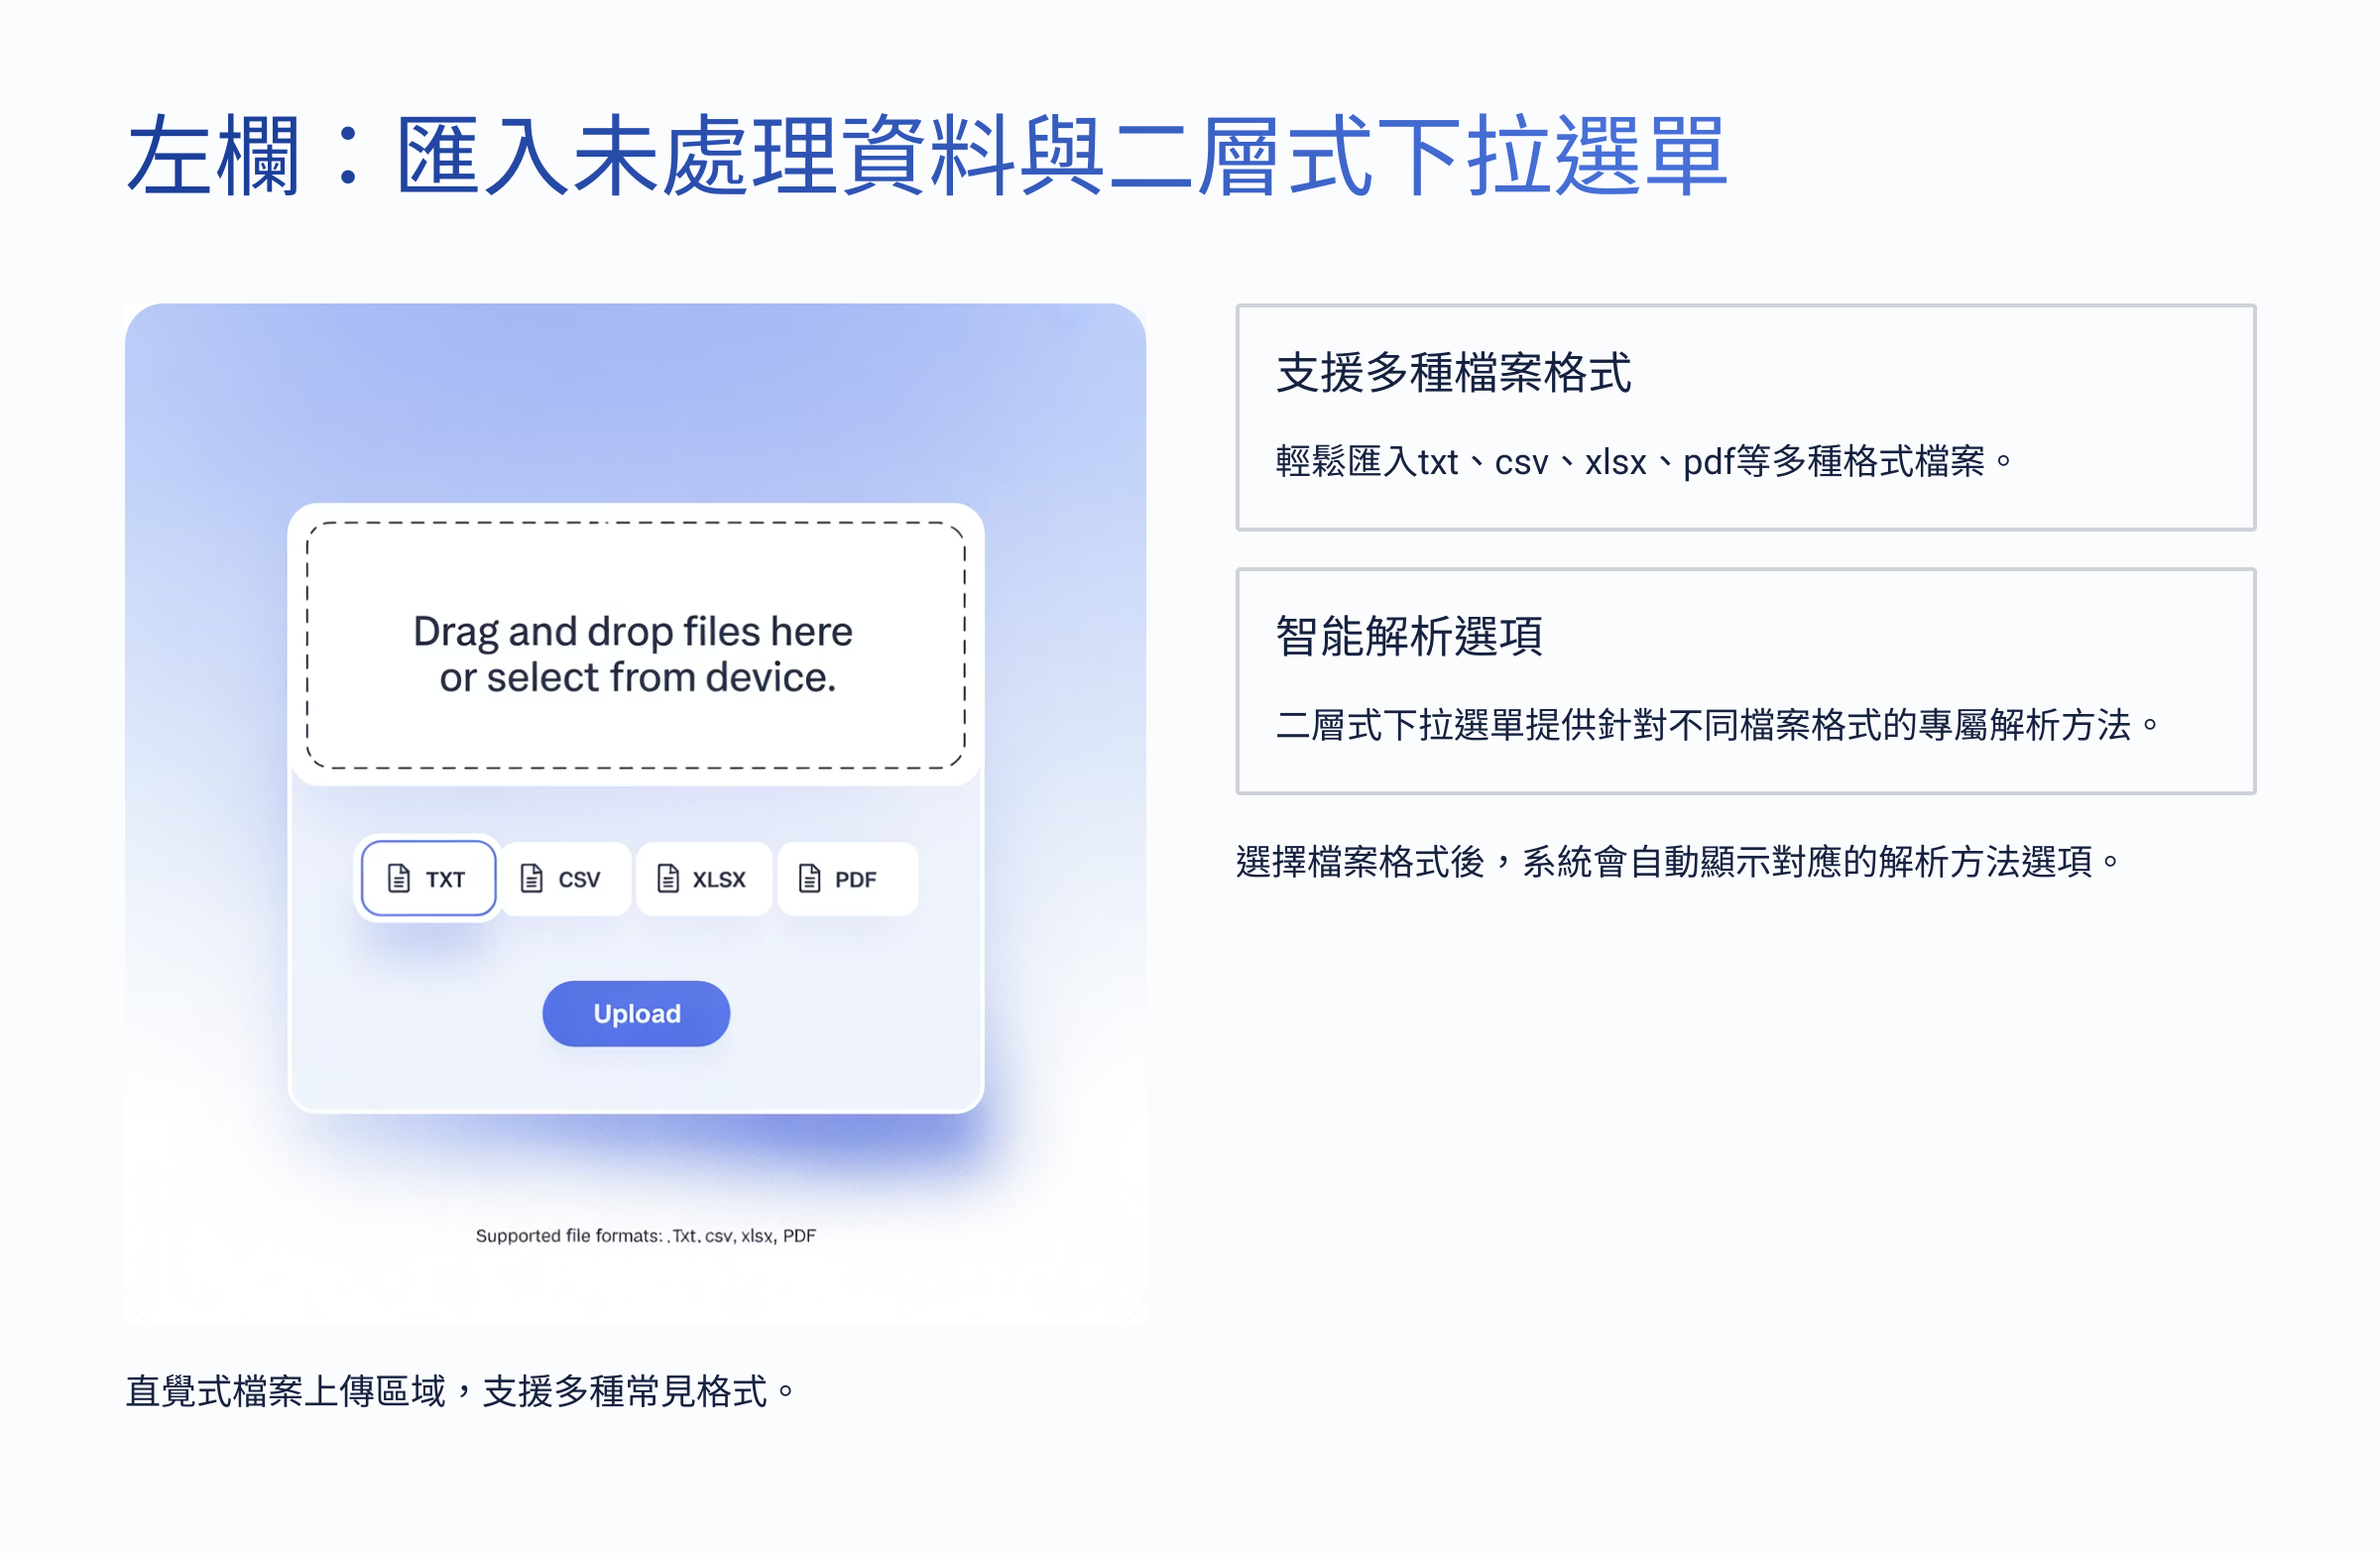 左欄：匯入未處理資料與二層式下拉選單
Drag and drop files here
or select from device.
TXT
CSV
XLSX
PDF
Upload
Supported file formats: .Txt. csv, xlsx, PDF
直覺式檔案上傳區域，支援多種常見格式。
支援多種檔案格式
輕鬆匯入txt、csv、xlsx、pdf等多種格式檔案。
智能解析選項
二層式下拉選單提供針對不同檔案格式的專屬解析方法。
選擇檔案格式後，系統會自動顯示對應的解析方法選項。